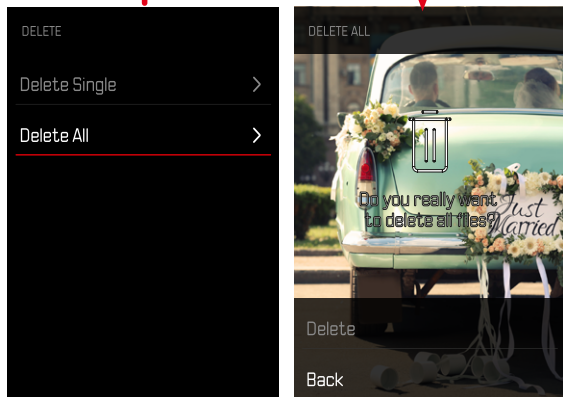 DELETE
Delete Single
Delete All
DELETE ALL
Do you really want
to delete all files?
Just
Married
Delete
Back